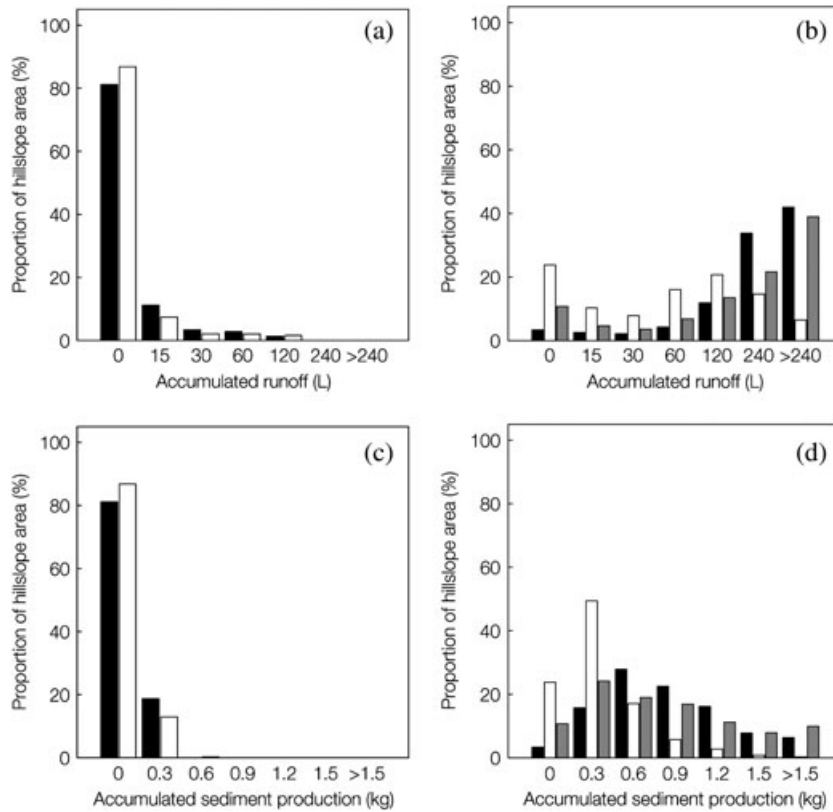 (a)
Proportion of hillslope area (%)
100
80
60
40
20
0
0 15 30 60 120 240 >240
Accumulated runoff (L)
(b)
Proportion of hillslope area (%)
100
80
60
40
20
0
0 15 30 60 120 240 >240
Accumulated runoff (L)
(c)
Proportion of hillslope area (%)
100
80
60
40
20
0
0 0.3 0.6 0.9 1.2 1.5 >1.5
Accumulated sediment production (kg)
(d)
Proportion of hillslope area (%)
100
80
60
40
20
0
0 0.3 0.6 0.9 1.2 1.5 >1.5
Accumulated sediment production (kg)